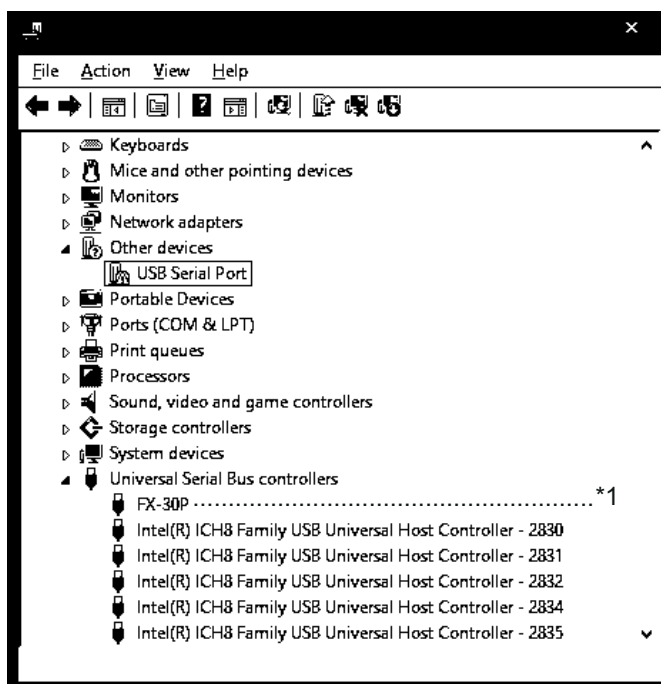 File Action View Help
Keyboards
Mice and other pointing devices
Monitors
Network adapters
Other devices
USB Serial Port
Portable Devices
Ports (COM & LPT)
Print queues
Processors
Sound, video and game controllers
Storage controllers
System devices
Universal Serial Bus controllers
FX-30P ........................................................ *1
Intel(R) ICH8 Family USB Universal Host Controller - 2830
Intel(R) ICH8 Family USB Universal Host Controller - 2831
Intel(R) ICH8 Family USB Universal Host Controller - 2832
Intel(R) ICH8 Family USB Universal Host Controller - 2834
Intel(R) ICH8 Family USB Universal Host Controller - 2835